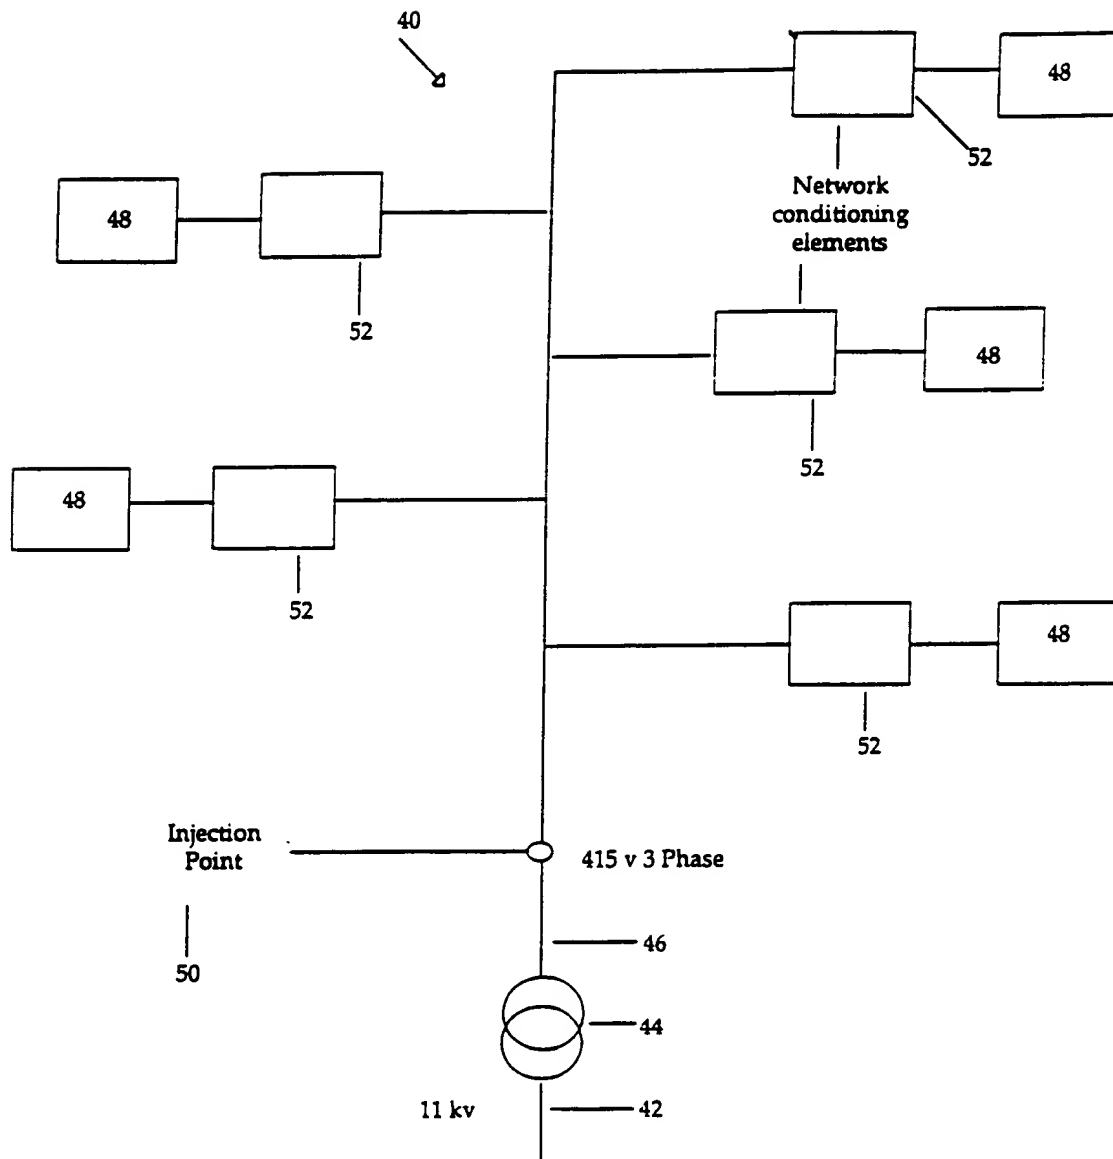 40
48
52
Network
conditioning
elements
48
52
48
52
48
52
48
52
Injection
Point
415 v 3 Phase
50
46
44
11 kv
42